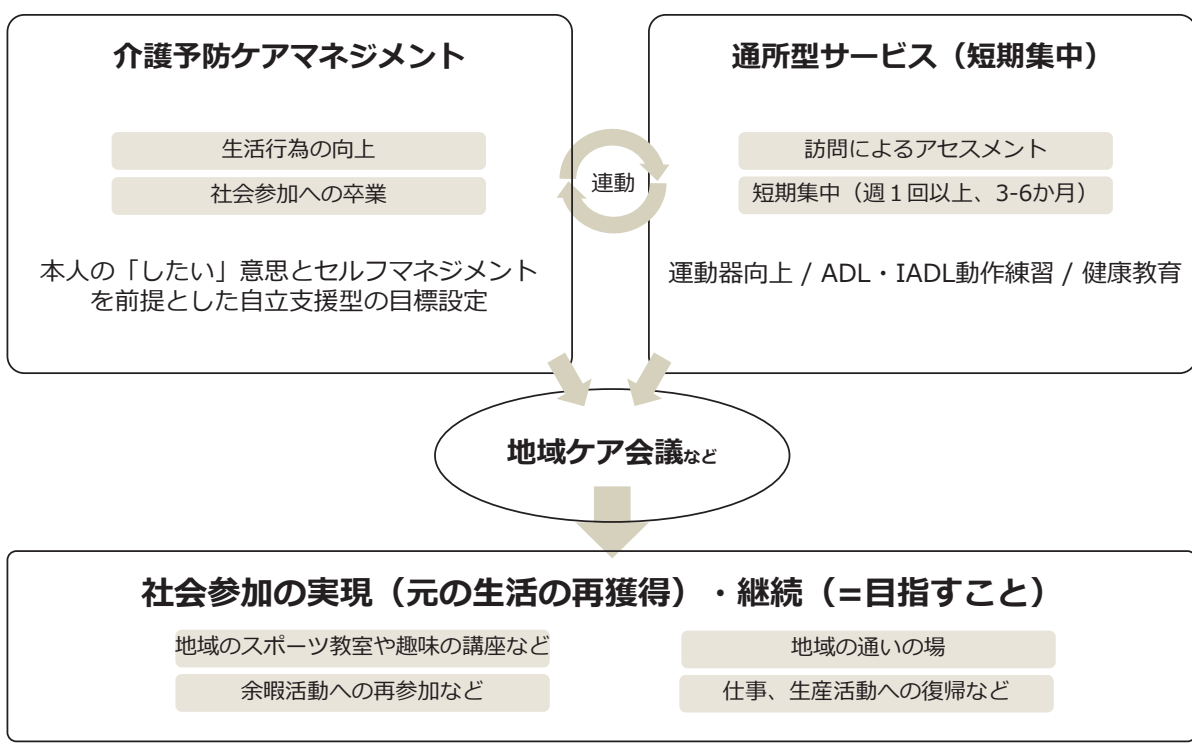 介護予防ケアマネジメント
生活行為の向上
社会参加への卒業
本人の「したい」意思とセルフマネジメント
を前提とした自立支援型の目標設定
連動
通所型サービス（短期集中）
訪問によるアセスメント
短期集中（週１回以上、3-6か月）
運動器向上 / ADL・IADL動作練習 / 健康教育
地域ケア会議など
社会参加の実現（元の生活の再獲得）・継続（=目指すこと）
地域のスポーツ教室や趣味の講座など
地域の通いの場
余暇活動への再参加など
仕事、生産活動への復帰など